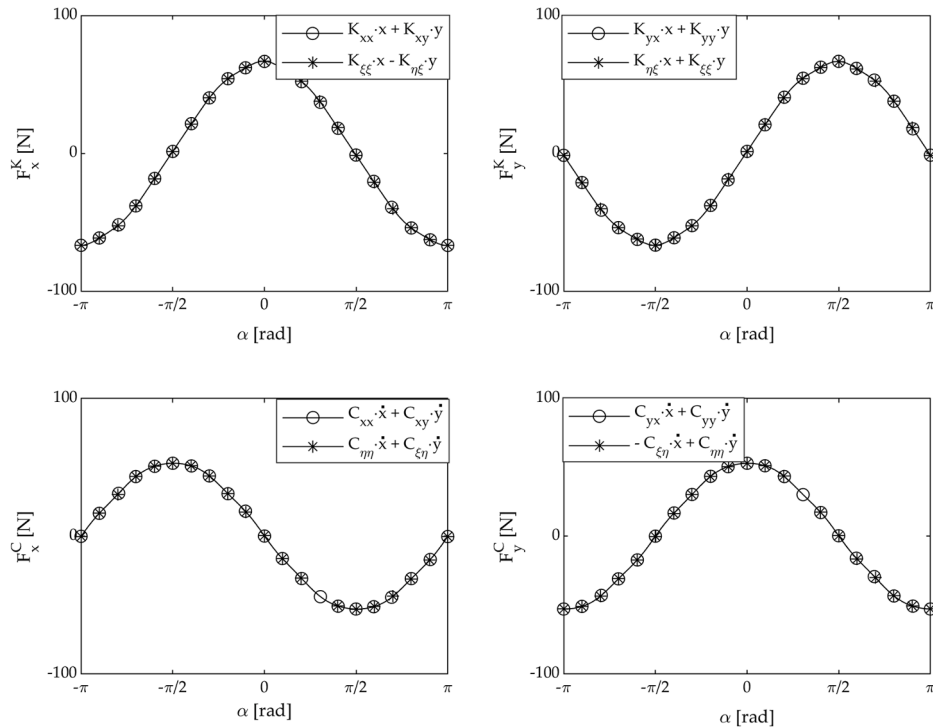 100
K_xx·x + K_xy·y
K_ξξ·x - K_ηξ·y
F_x^K [N]
0
-100
-π
-π/2
0
π/2
π
α [rad]
100
K_yx·x + K_yy·y
K_ηξ·x + K_ξξ·y
F_y^K [N]
0
-100
-π
-π/2
0
π/2
π
α [rad]
100
C_xx·ẋ + C_xy·ẏ
C_ηη·ẋ + C_ξη·ẏ
F_x^C [N]
0
-100
-π
-π/2
0
π/2
π
α [rad]
100
C_yx·ẋ + C_yy·ẏ
- C_ξη·ẋ + C_ηη·ẏ
F_y^C [N]
0
-100
-π
-π/2
0
π/2
π
α [rad]